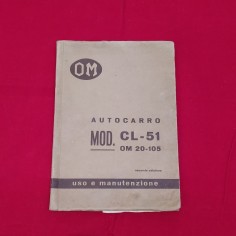 OM
AUTOCARRO
MOD. CL-51
OM 20-105
uso e manutenzione